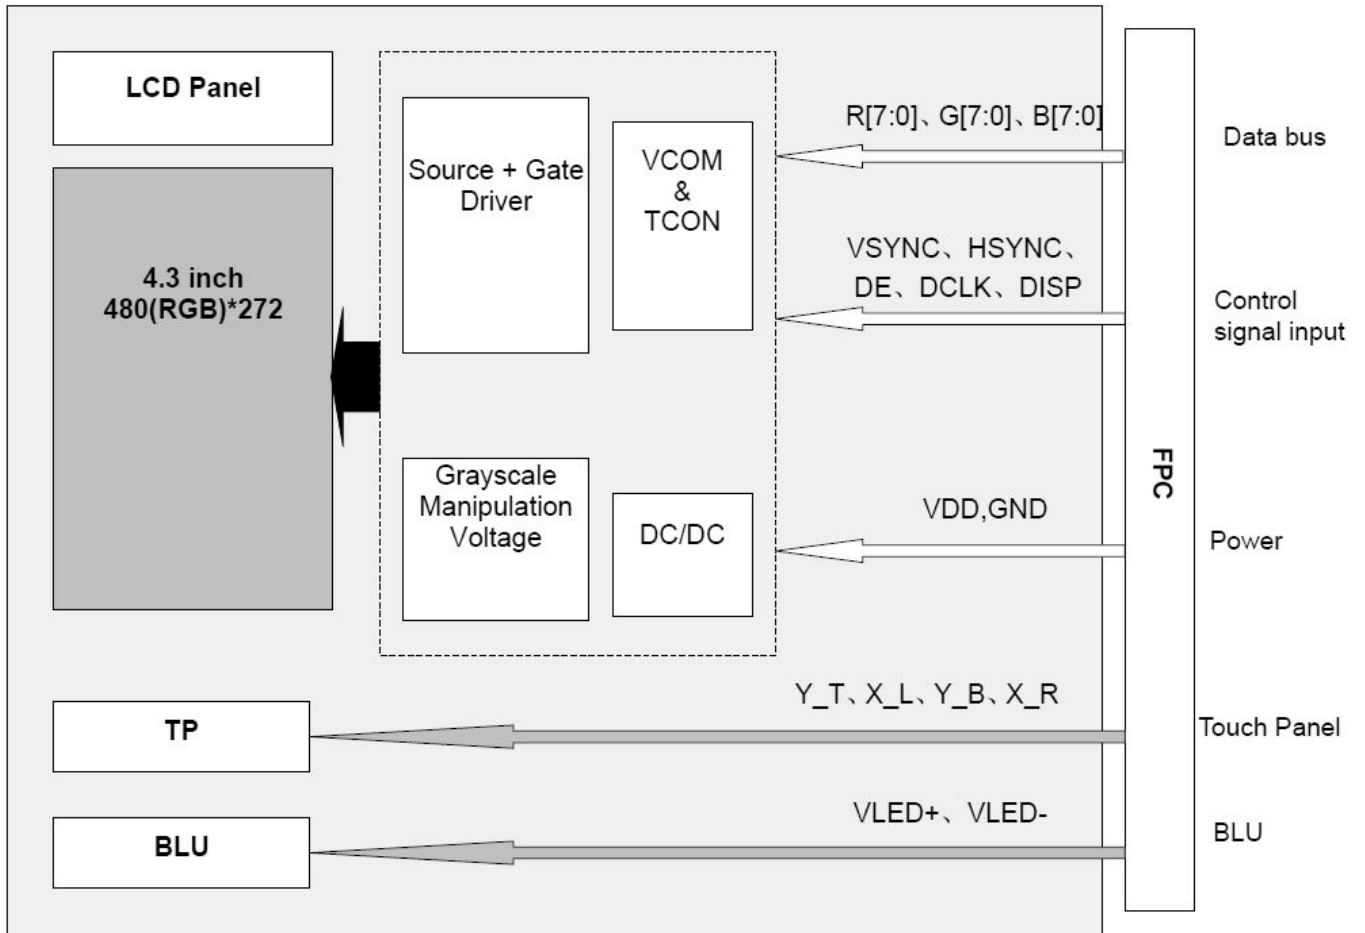 LCD Panel
4.3 inch
480(RGB)*272
Source + Gate
Driver
VCOM
&
TCON
Grayscale
Manipulation
Voltage
DC/DC
R[7:0]、G[7:0]、B[7:0]
Data bus
VSYNC、HSYNC、
DE、DCLK、DISP
Control
signal input
VDD,GND
Power
FPC
TP
Y_T、X_L、Y_B、X_R
Touch Panel
BLU
VLED+、VLED-
BLU